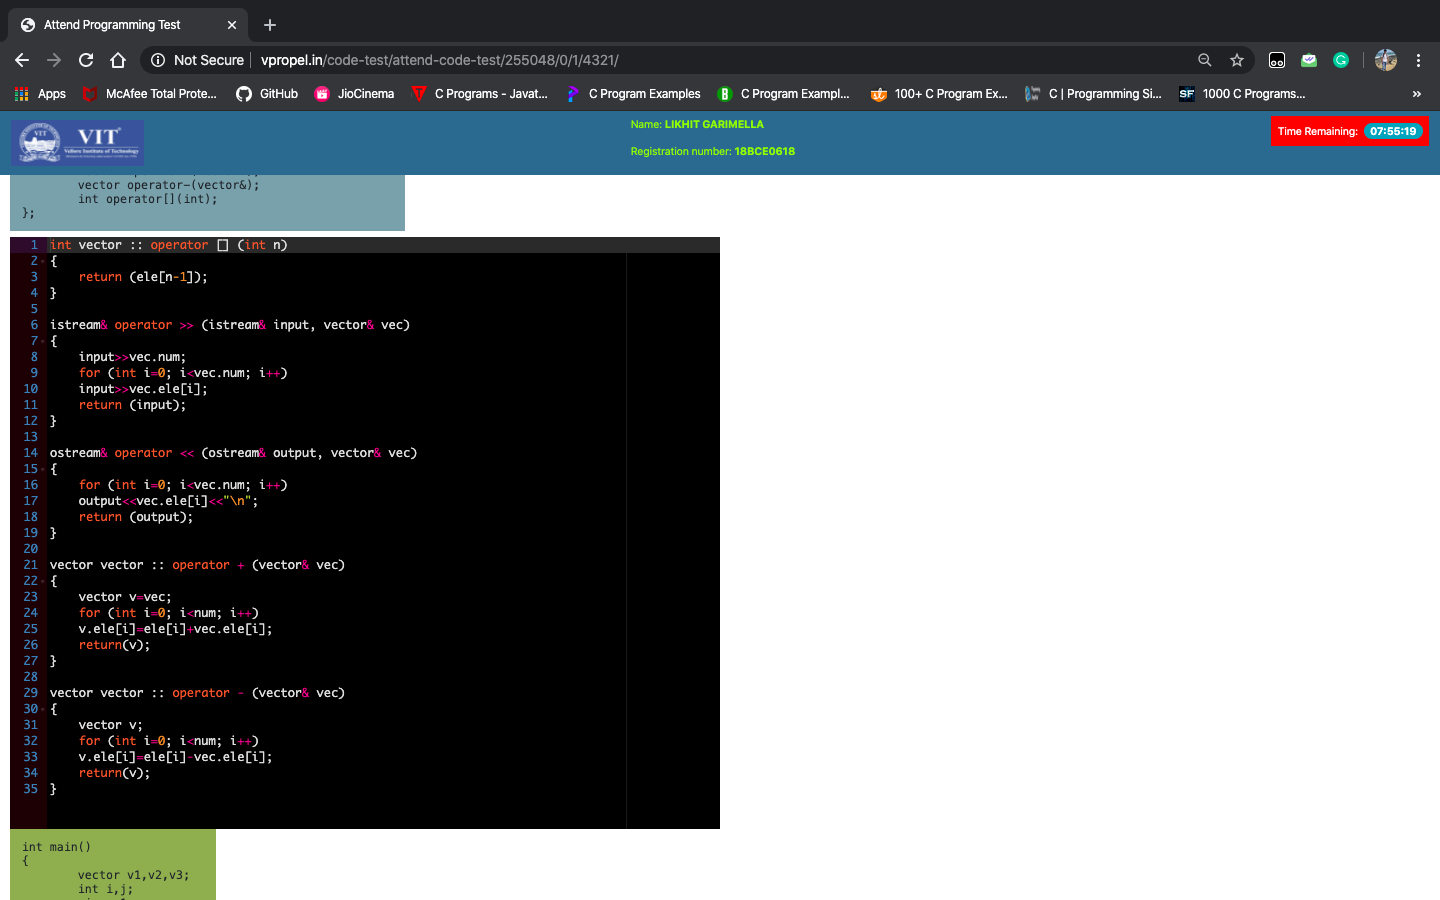 Attend Programming Test
Not Secure vpropel.in/code-test/attend-code-test/255048/0/1/4321/
Apps McAfee Total Prote... GitHub JioCinema C Programs - Javat... C Program Examples C Program Exampl... 100+ C Program Ex... C | Programming Si... 1000 C Programs... »
VIT
Vellore Institute of Technology
Name: LIKHIT GARIMELLA
Registration number: 18BCE0618
Time Remaining: 07:55:19
vector operator-(vector&);
int operator[](int);
};
1 int vector :: operator [] (int n)
2 {
3 return (ele[n-1]);
4 }
5
6 istream& operator >> (istream& input, vector& vec)
7 {
8 input>>vec.num;
9 for (int i=0; i<vec.num; i++)
10 input>>vec.ele[i];
11 return (input);
12 }
13
14 ostream& operator << (ostream& output, vector& vec)
15 {
16 for (int i=0; i<vec.num; i++)
17 output<<vec.ele[i]<<"\n";
18 return (output);
19 }
20
21 vector vector :: operator + (vector& vec)
22 {
23 vector v=vec;
24 for (int i=0; i<num; i++)
25 v.ele[i]=ele[i]+vec.ele[i];
26 return(v);
27 }
28
29 vector vector :: operator - (vector& vec)
30 {
31 vector v;
32 for (int i=0; i<num; i++)
33 v.ele[i]=ele[i]-vec.ele[i];
34 return(v);
35 }
int main()
{
vector v1,v2,v3;
int i,j;